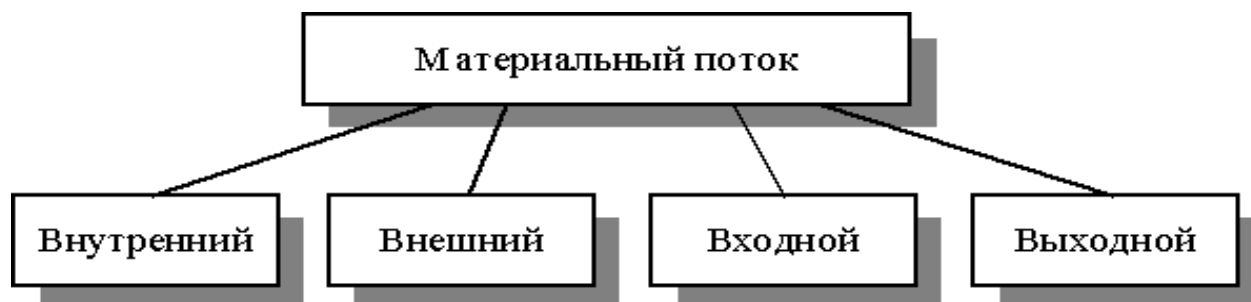 Материальный поток
Внутренний
Внешний
Входной
Выходной